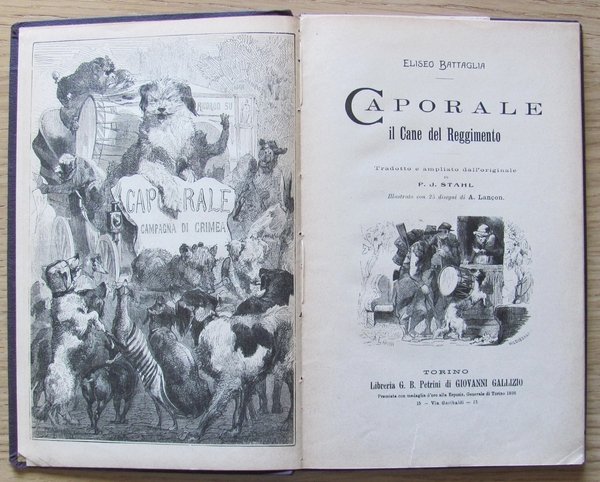 CAPORALE
CAMPAGNA DI CRIMEA
ELISEO BATTAGLIA
CAPORALE
il Cane del Reggimento
Tradotto e ampliato dall'originale
DI
P. J. STAHL
Illustrato con 25 disegni di A. Lançon.
TORINO
Libreria G. B. Petrini di GIOVANNI GALLIZIO
Premiata con medaglia d'oro alla Esposiz. Generale di Torino 1898
15 — Via Garibaldi — 15